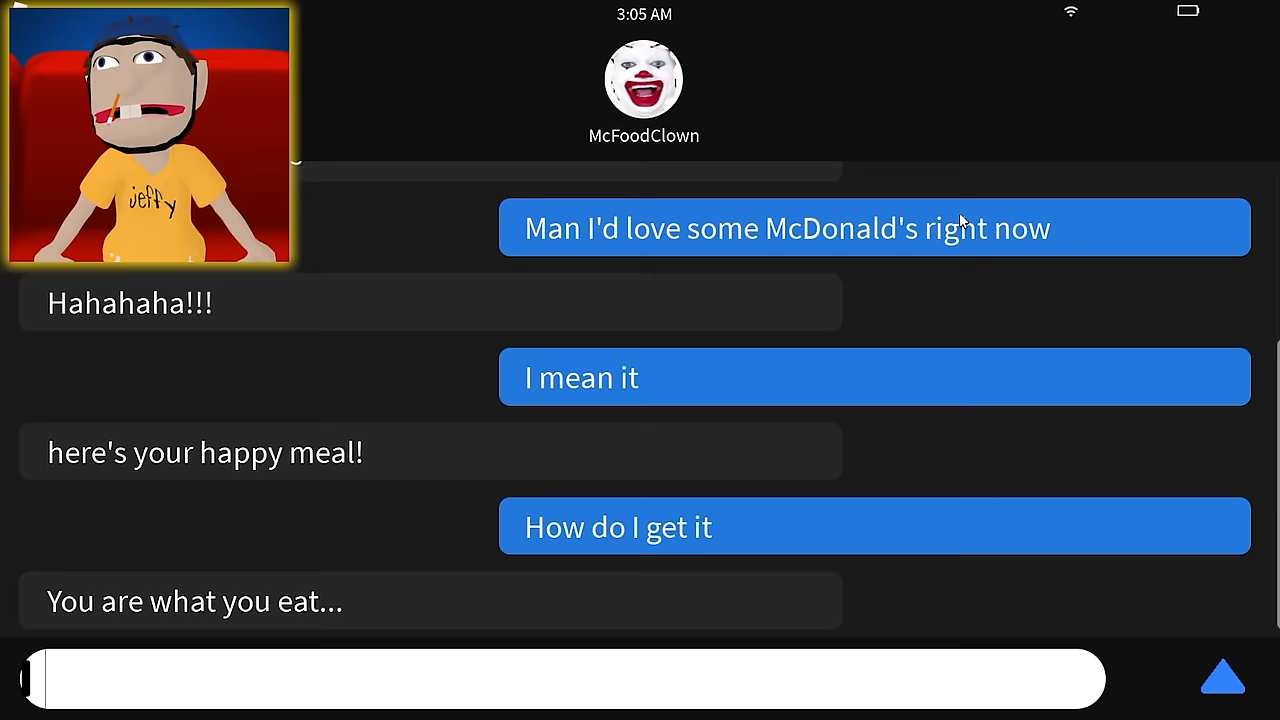 3:05 AM
McFoodClown
jeffy
Man I'd love some McDonald's right now
Hahahaha!!!
I mean it
here's your happy meal!
How do I get it
You are what you eat...